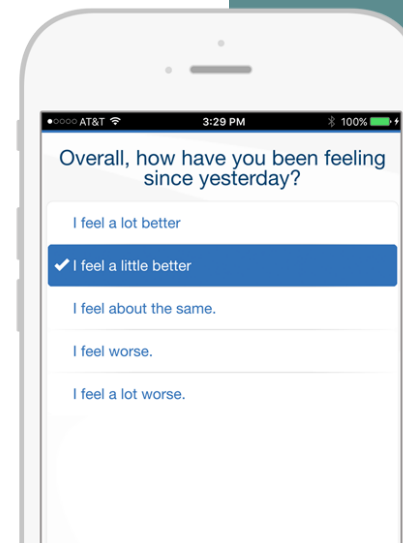 AT&T 3:29 PM 100%
Overall, how have you been feeling
since yesterday?
I feel a lot better
I feel a little better
I feel about the same.
I feel worse.
I feel a lot worse.